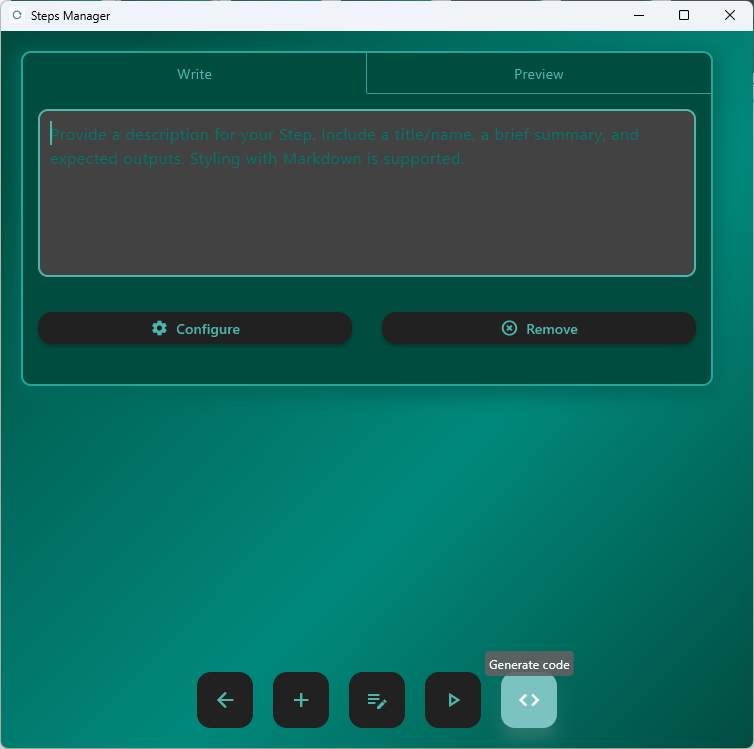 Steps Manager
Write
Preview
Provide a description for your Step. Include a title/name, a brief summary, and
expected outputs. Styling with Markdown is supported.
Configure
Remove
Generate code